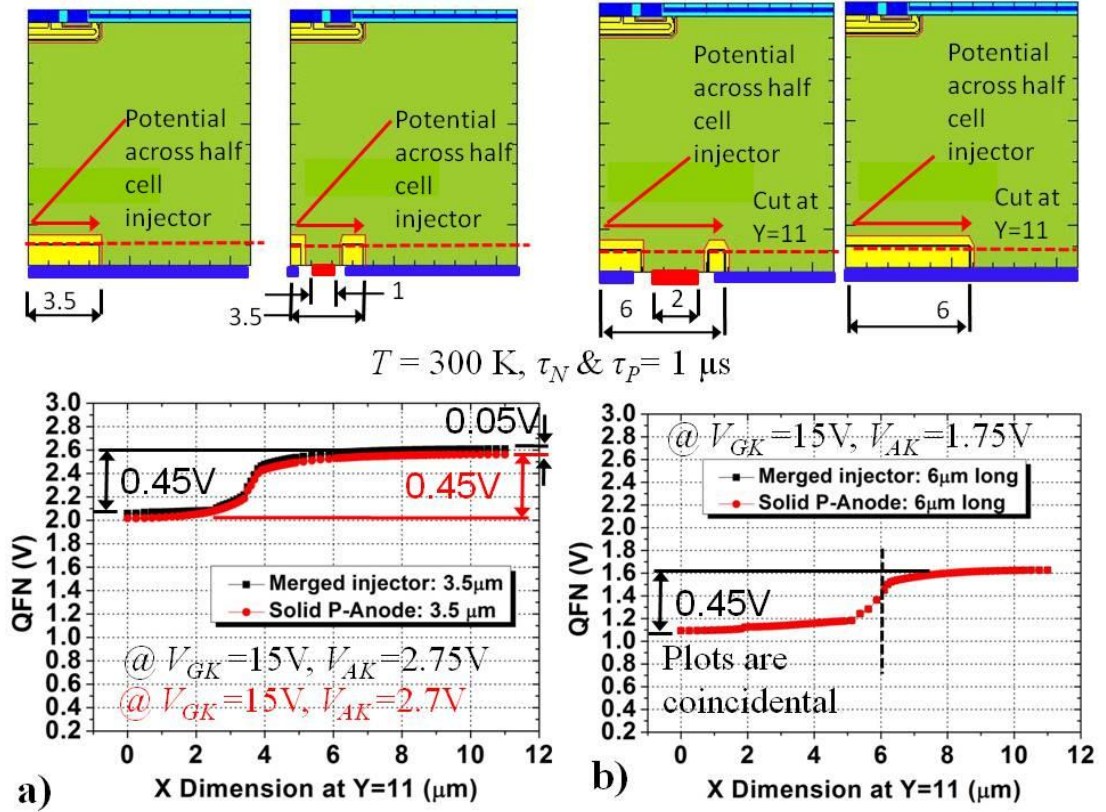 Potential
across half
cell
injector
3.5
Potential
across half
cell
injector
1
3.5
Potential
across half
cell
injector
Cut at
Y=11
6
2
Potential
across half
cell
injector
Cut at
Y=11
6
T = 300 K, τN & τP= 1 μs
3.0
2.8
2.6
2.4
2.2
2.0
1.8
1.6
1.4
1.2
1.0
0.8
0.6
0.4
0.2
QFN (V)
0.05V
0.45V
0.45V
Merged injector: 3.5μm
Solid P-Anode: 3.5 μm
@ VGK=15V, VAK=2.75V
@ VGK=15V, VAK=2.7V
0 2 4 6 8 10 12
a)
X Dimension at Y=11 (μm)
3.0
2.8
2.6
2.4
2.2
2.0
1.8
1.6
1.4
1.2
1.0
0.8
0.6
0.4
0.2
QFN (V)
@ VGK=15V, VAK=1.75V
Merged injector: 6μm long
Solid P-Anode: 6μm long
0.45V
Plots are
coincidental
0 2 4 6 8 10 12
b)
X Dimension at Y=11 (μm)